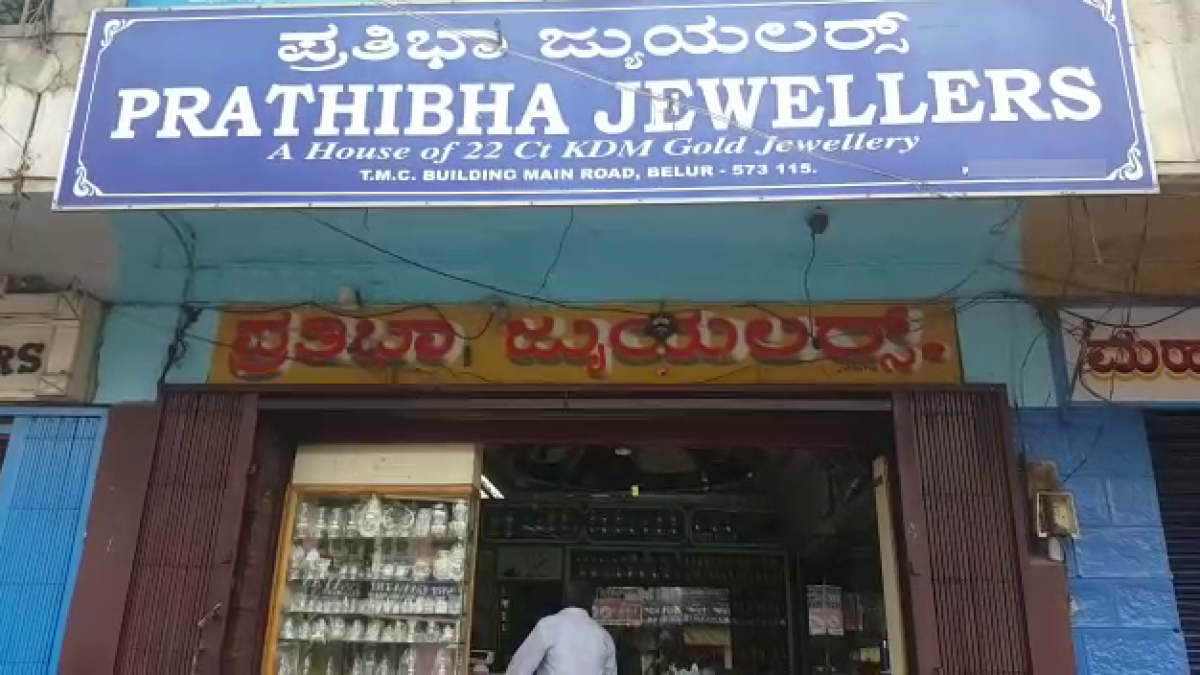 ಪ್ರತಿಭಾ ಜ್ಯುಯಲರ್ಸ್
PRATHIBHA JEWELLERS
A House of 22 Ct KDM Gold Jewellery
T.M.C. BUILDING MAIN ROAD, BELUR - 573 115.
ಪ್ರತಿಭಾ ಜ್ಯುಯಲರ್ಸ್.
RS
ಮೆಹ